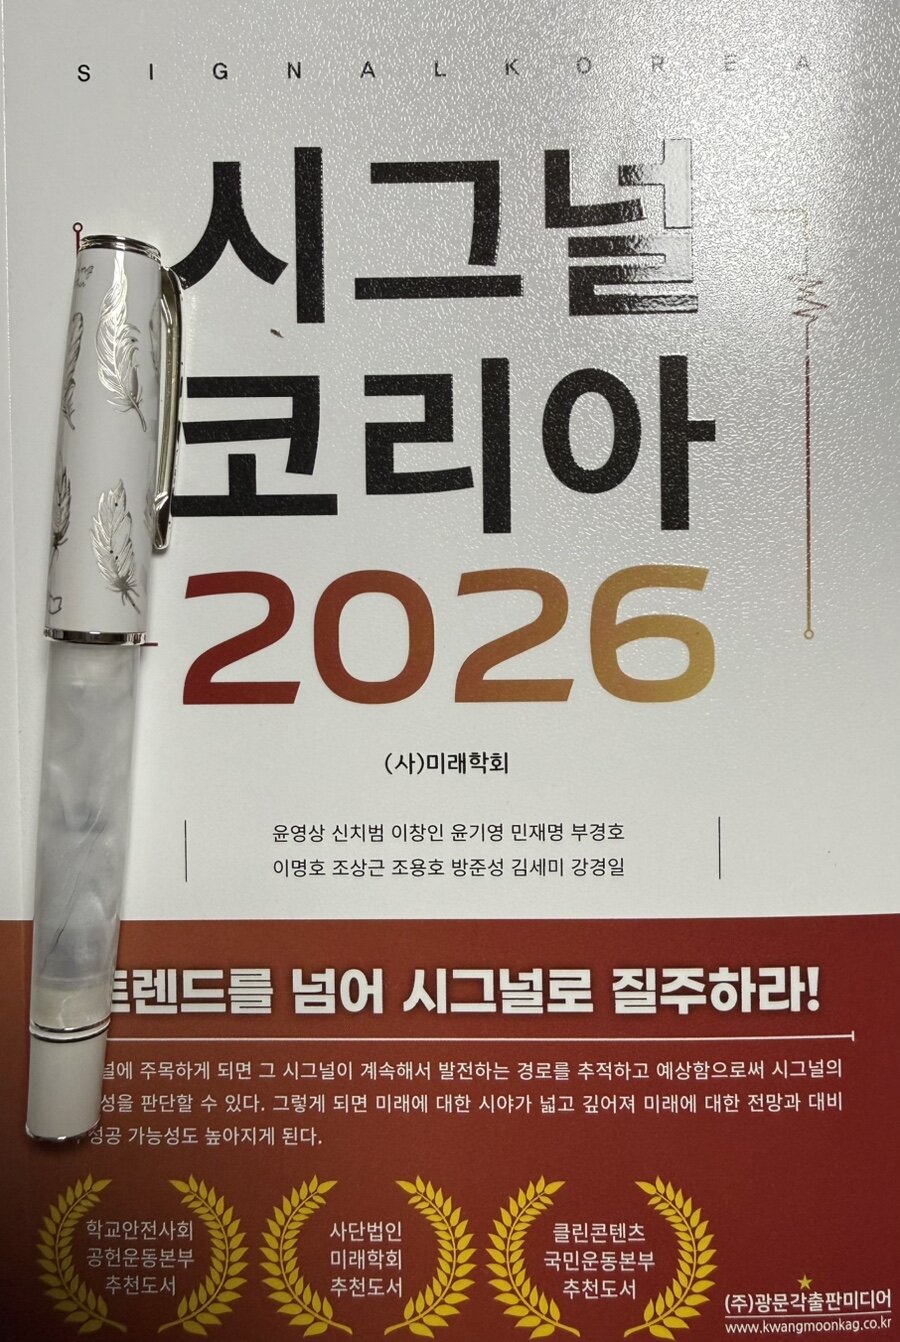 SIGNAL KOREA
시그널
코리아
2026
(사)미래학회
윤영상 신치범 이창인 윤기영 민재명 부경호
이명호 조상근 조용호 방준성 김세미 강경일
트렌드를 넘어 시그널로 질주하라!
주목하게 되면 그 시그널이 계속해서 발전하는 경로를 추적하고 예상함으로써 시그널의
판단할 수 있다. 그렇게 되면 미래에 대한 시야가 넓고 깊어져 미래에 대한 전망과 대비
성공 가능성도 높아지게 된다.
학교안전사회
공헌운동본부
추천도서
사단법인
미래학회
추천도서
클린콘텐츠
국민운동본부
추천도서
(주)광문각출판미디어
www.kwangmoonkag.co.kr